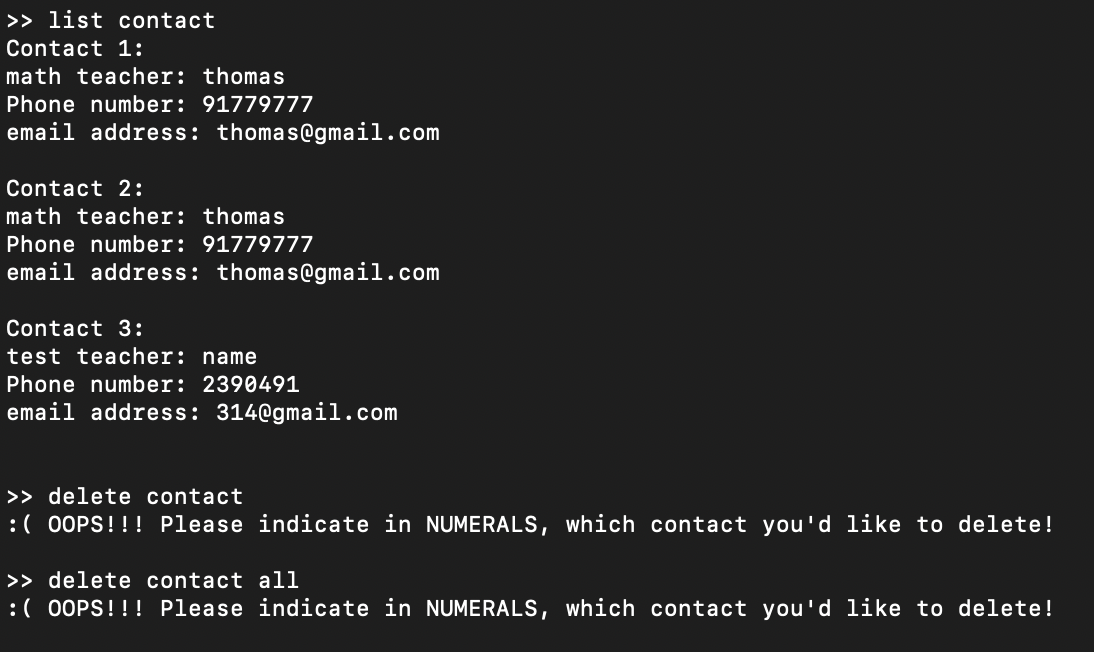 >> list contact
Contact 1:
math teacher: thomas
Phone number: 91779777
email address: thomas@gmail.com
Contact 2:
math teacher: thomas
Phone number: 91779777
email address: thomas@gmail.com
Contact 3:
test teacher: name
Phone number: 2390491
email address: 314@gmail.com
>> delete contact
:( OOPS!!! Please indicate in NUMERALS, which contact you'd like to delete!
>> delete contact all
:( OOPS!!! Please indicate in NUMERALS, which contact you'd like to delete!